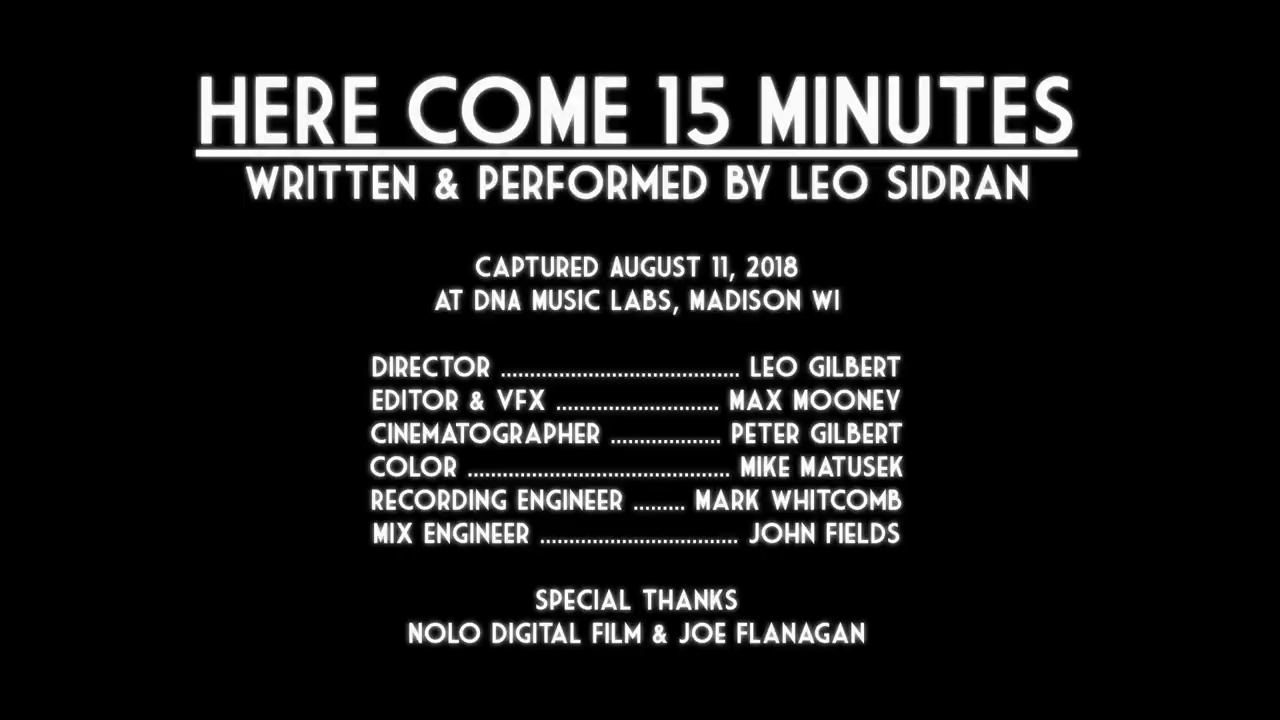 HERE COME 15 MINUTES
WRITTEN & PERFORMED BY LEO SIDRAN
CAPTURED AUGUST 11, 2018
AT DNA MUSIC LABS, MADISON WI
DIRECTOR ......................................... LEO GILBERT
EDITOR & VFX ............................ MAX MOONEY
CINEMATOGRAPHER ................... PETER GILBERT
COLOR ............................................. MIKE MATUSEK
RECORDING ENGINEER ......... MARK WHITCOMB
MIX ENGINEER .................................. JOHN FIELDS
SPECIAL THANKS
NOLO DIGITAL FILM & JOE FLANAGAN